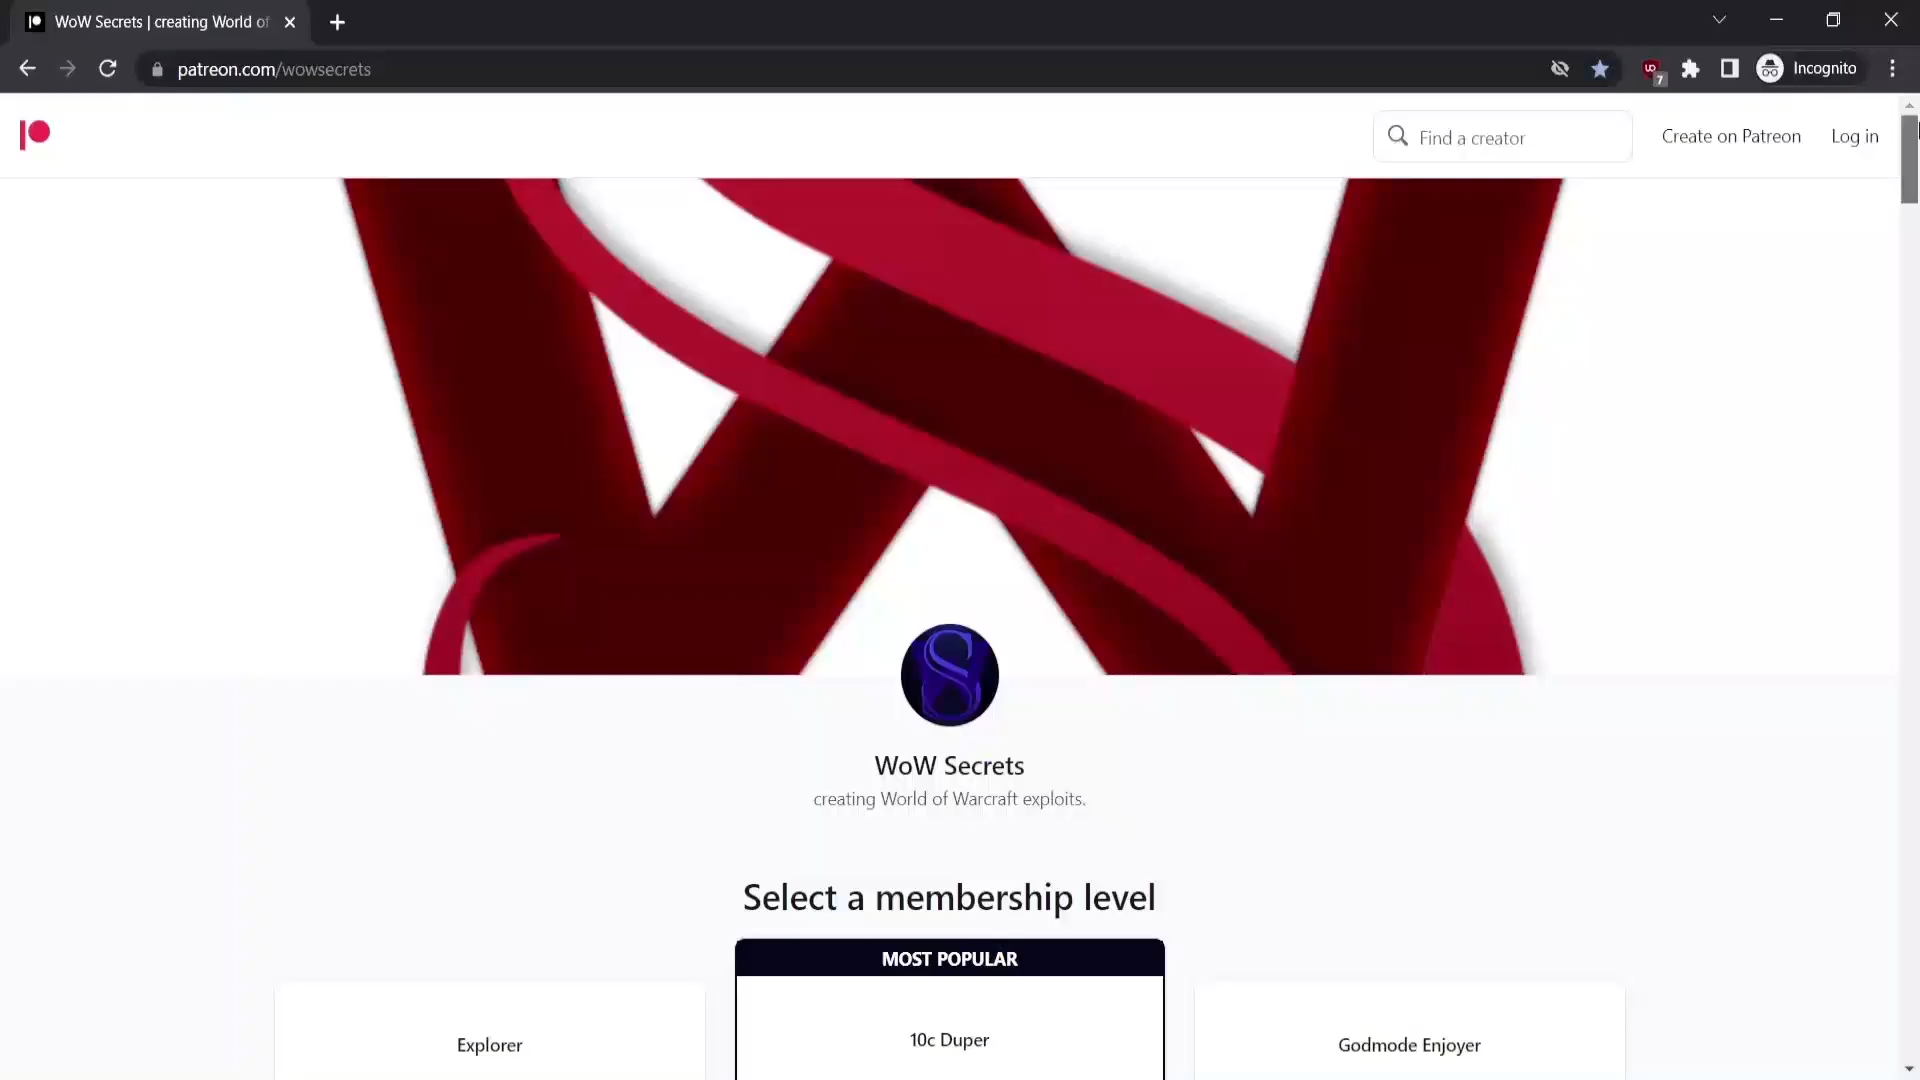 WoW Secrets | creating World of
patreon.com/wowsecrets
7
Incognito
Find a creator
Create on Patreon
Log in
WoW Secrets
creating World of Warcraft exploits.
Select a membership level
MOST POPULAR
Explorer
10c Duper
Godmode Enjoyer